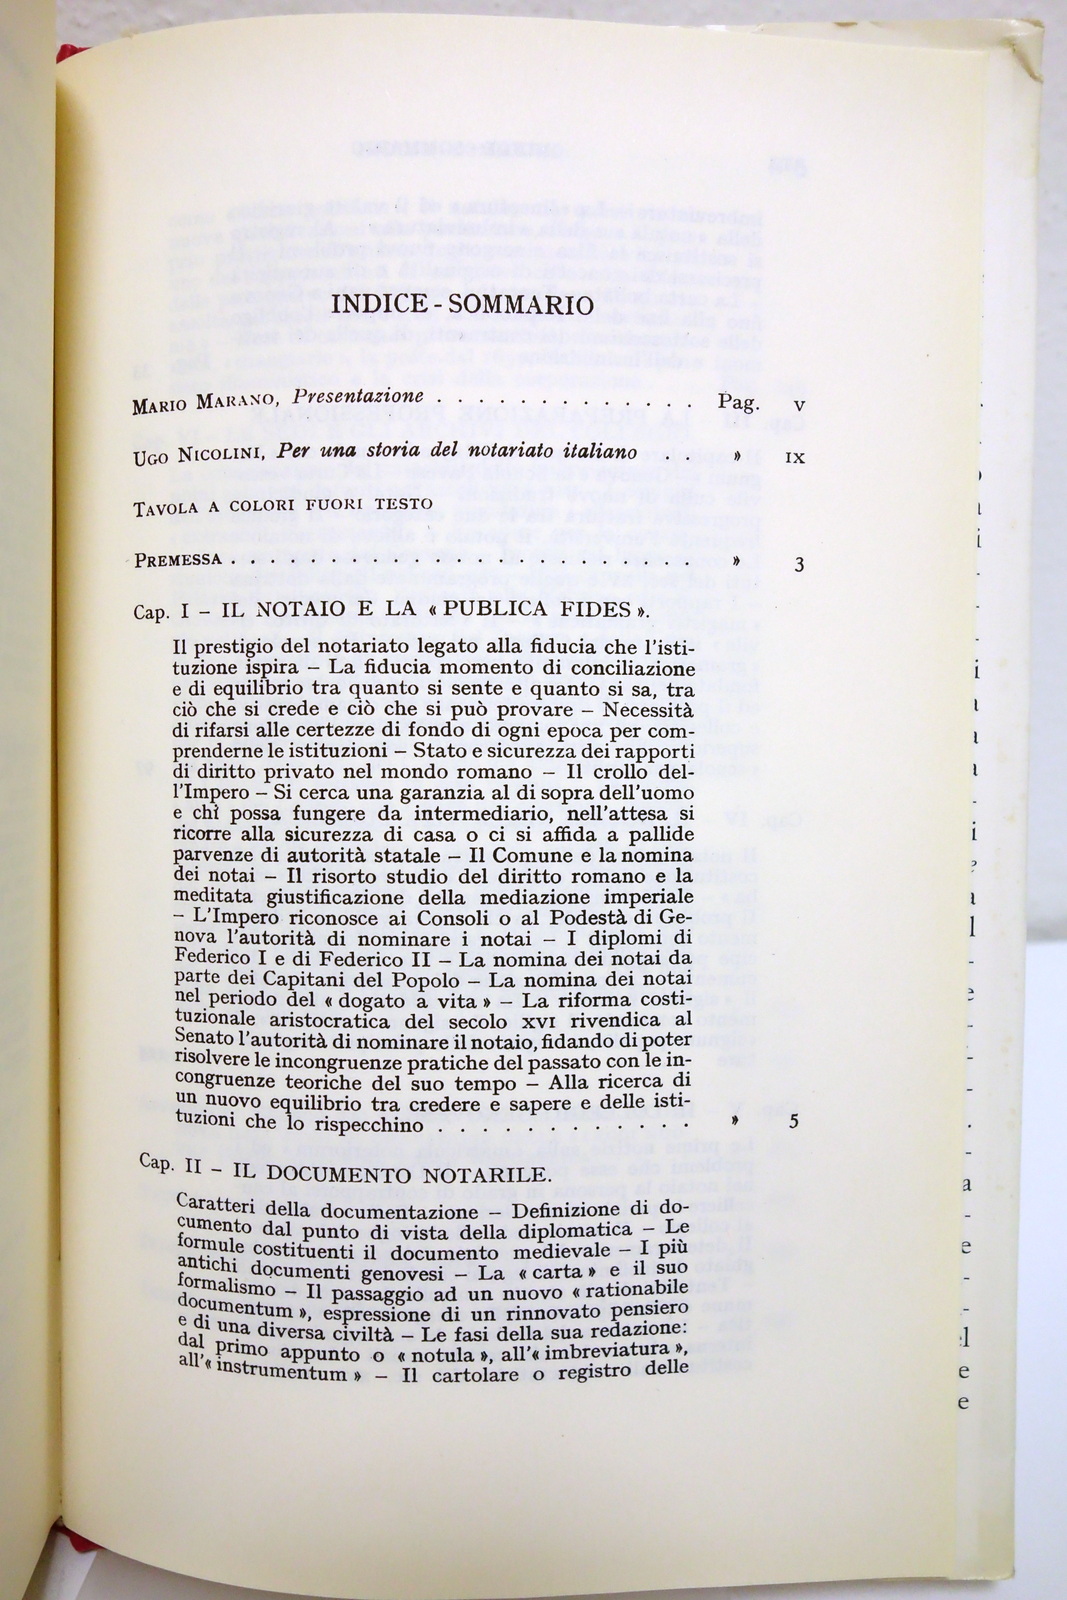 INDICE - SOMMARIO
MARIO MARANO, Presentazione . . . . . . . . . . . . . Pag. v
UGO NICOLINI, Per una storia del notariato italiano . . » IX
TAVOLA A COLORI FUORI TESTO
PREMESSA . . . . . . . . . . . . . . . . . . . . . . » 3
Cap. I – IL NOTAIO E LA « PUBLICA FIDES ».
Il prestigio del notariato legato alla fiducia che l'isti-
tuzione ispira – La fiducia momento di conciliazione
e di equilibrio tra quanto si sente e quanto si sa, tra
ciò che si crede e ciò che si può provare – Necessità
di rifarsi alle certezze di fondo di ogni epoca per com-
prenderne le istituzioni – Stato e sicurezza dei rapporti
di diritto privato nel mondo romano – Il crollo del-
l'Impero – Si cerca una garanzia al di sopra dell'uomo
e chi possa fungere da intermediario, nell'attesa si
ricorre alla sicurezza di casa o ci si affida a pallide
parvenze di autorità statale – Il Comune e la nomina
dei notai – Il risorto studio del diritto romano e la
meditata giustificazione della mediazione imperiale
– L'Impero riconosce ai Consoli o al Podestà di Ge-
nova l'autorità di nominare i notai – I diplomi di
Federico I e di Federico II – La nomina dei notai da
parte dei Capitani del Popolo – La nomina dei notai
nel periodo del « dogato a vita » – La riforma costi-
tuzionale aristocratica del secolo XVI rivendica al
Senato l'autorità di nominare il notaio, fidando di poter
risolvere le incongruenze pratiche del passato con le in-
congruenze teoriche del suo tempo – Alla ricerca di
un nuovo equilibrio tra credere e sapere e delle isti-
tuzioni che lo rispecchino . . . . . . . . . . . . . » 5
Cap. II – IL DOCUMENTO NOTARILE.
Caratteri della documentazione – Definizione di do-
cumento dal punto di vista della diplomatica – Le
formule costituenti il documento medievale – I più
antichi documenti genovesi – La « carta » e il suo
formalismo – Il passaggio ad un nuovo « rationabile
documentum », espressione di un rinnovato pensiero
e di una diversa civiltà – Le fasi della sua redazione:
dal primo appunto o « notula », all'« imbreviatura »,
all'« instrumentum » – Il cartolare o registro delle